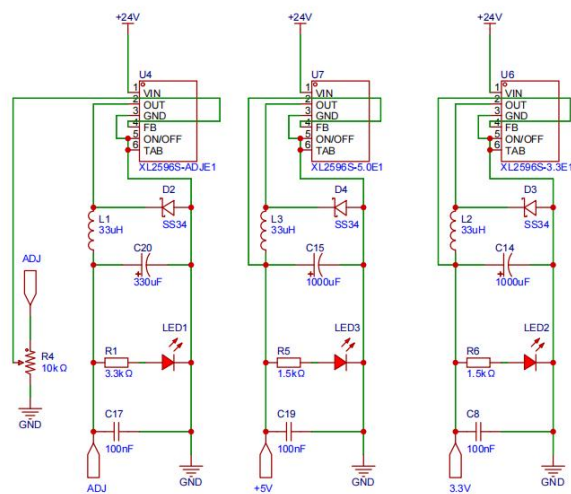 +24V
U4
1 VIN
2 OUT
3 GND
4 FB
5 ON/OFF
6 TAB
XL2596S-ADJE1
D2
SS34
L1
33uH
C20
+
330uF
ADJ
R4
10kΩ
GND
LED1
R1
3.3kΩ
C17
100nF
ADJ
GND
+24V
U7
1 VIN
2 OUT
3 GND
4 FB
5 ON/OFF
6 TAB
XL2596S-5.0E1
D4
SS34
L3
33uH
C15
+
1000uF
LED3
R5
1.5kΩ
C19
100nF
+5V
GND
+24V
U6
1 VIN
2 OUT
3 GND
4 FB
5 ON/OFF
6 TAB
XL2596S-3.3E1
D3
SS34
L2
33uH
C14
+
1000uF
LED2
R6
1.5kΩ
C8
100nF
3.3V
GND